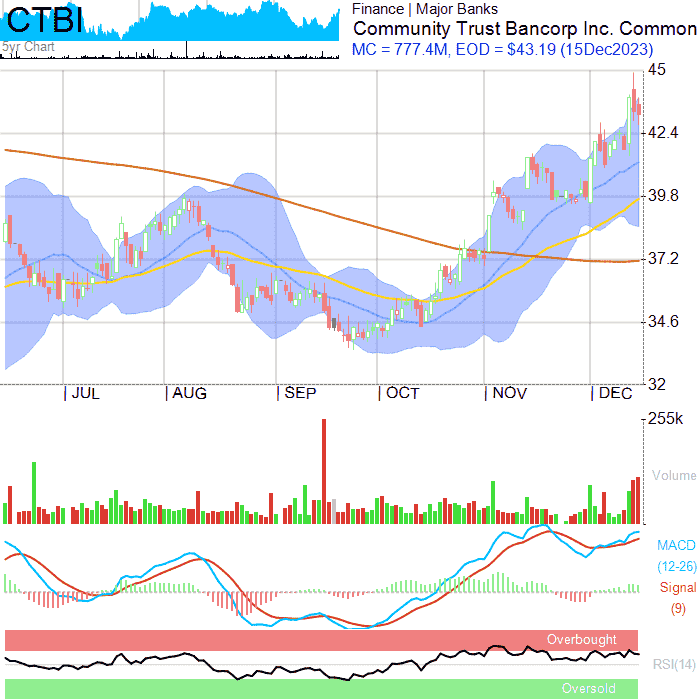 CTBI
5yr Chart
Finance | Major Banks
Community Trust Bancorp Inc. Common
MC = 777.4M, EOD = $43.19 (15Dec2023)
45
42.4
39.8
37.2
34.6
32
JUL
AUG
SEP
OCT
NOV
DEC
255k
Volume
MACD
(12-26)
Signal
(9)
Overbought
RSI(14)
Oversold